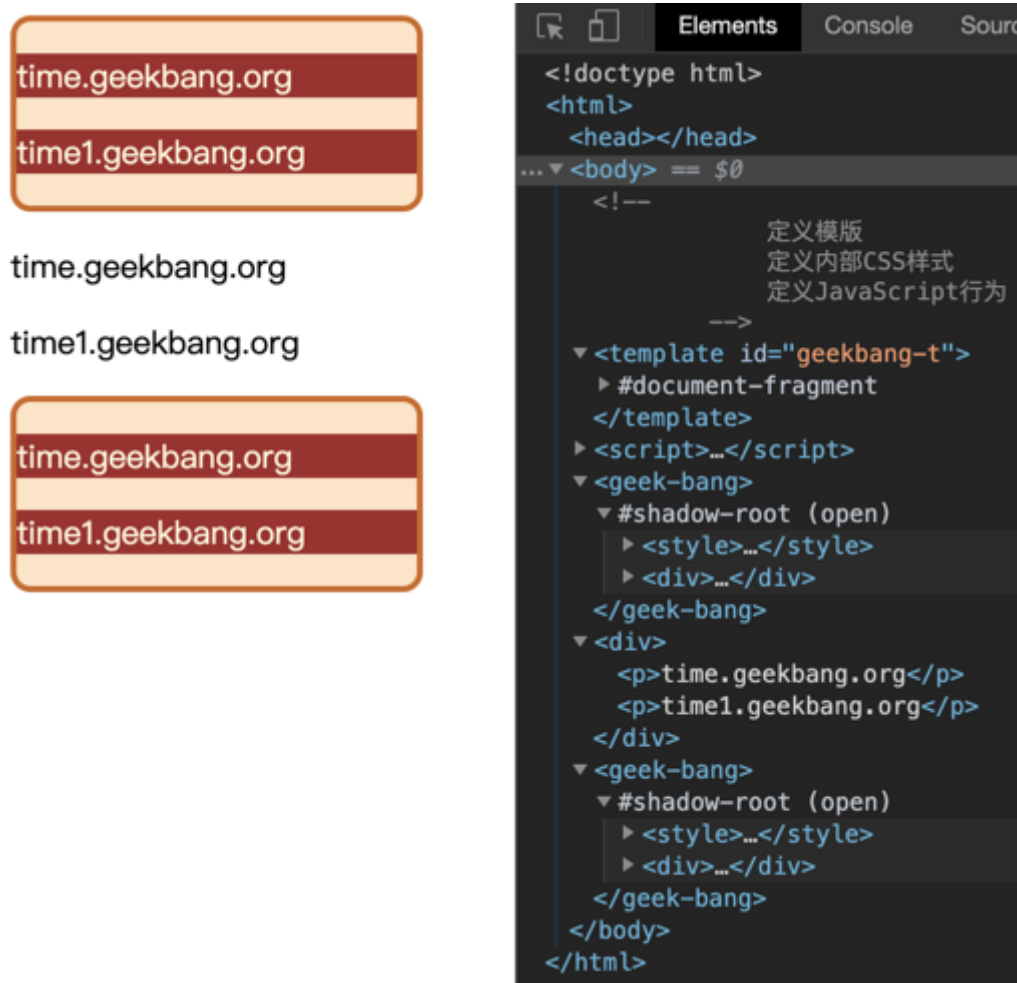 time.geekbang.org
time1.geekbang.org
time.geekbang.org
time1.geekbang.org
time.geekbang.org
time1.geekbang.org
Elements Console Sourc
<!doctype html>
<html>
<head></head>
… ▼ <body> == $0
<!--
定义模版
定义内部CSS样式
定义JavaScript行为
-->
▼ <template id="geekbang-t">
▶ #document-fragment
</template>
▶ <script>…</script>
▼ <geek-bang>
▼ #shadow-root (open)
▶ <style>…</style>
▶ <div>…</div>
</geek-bang>
▼ <div>
<p>time.geekbang.org</p>
<p>time1.geekbang.org</p>
</div>
▼ <geek-bang>
▼ #shadow-root (open)
▶ <style>…</style>
▶ <div>…</div>
</geek-bang>
</body>
</html>